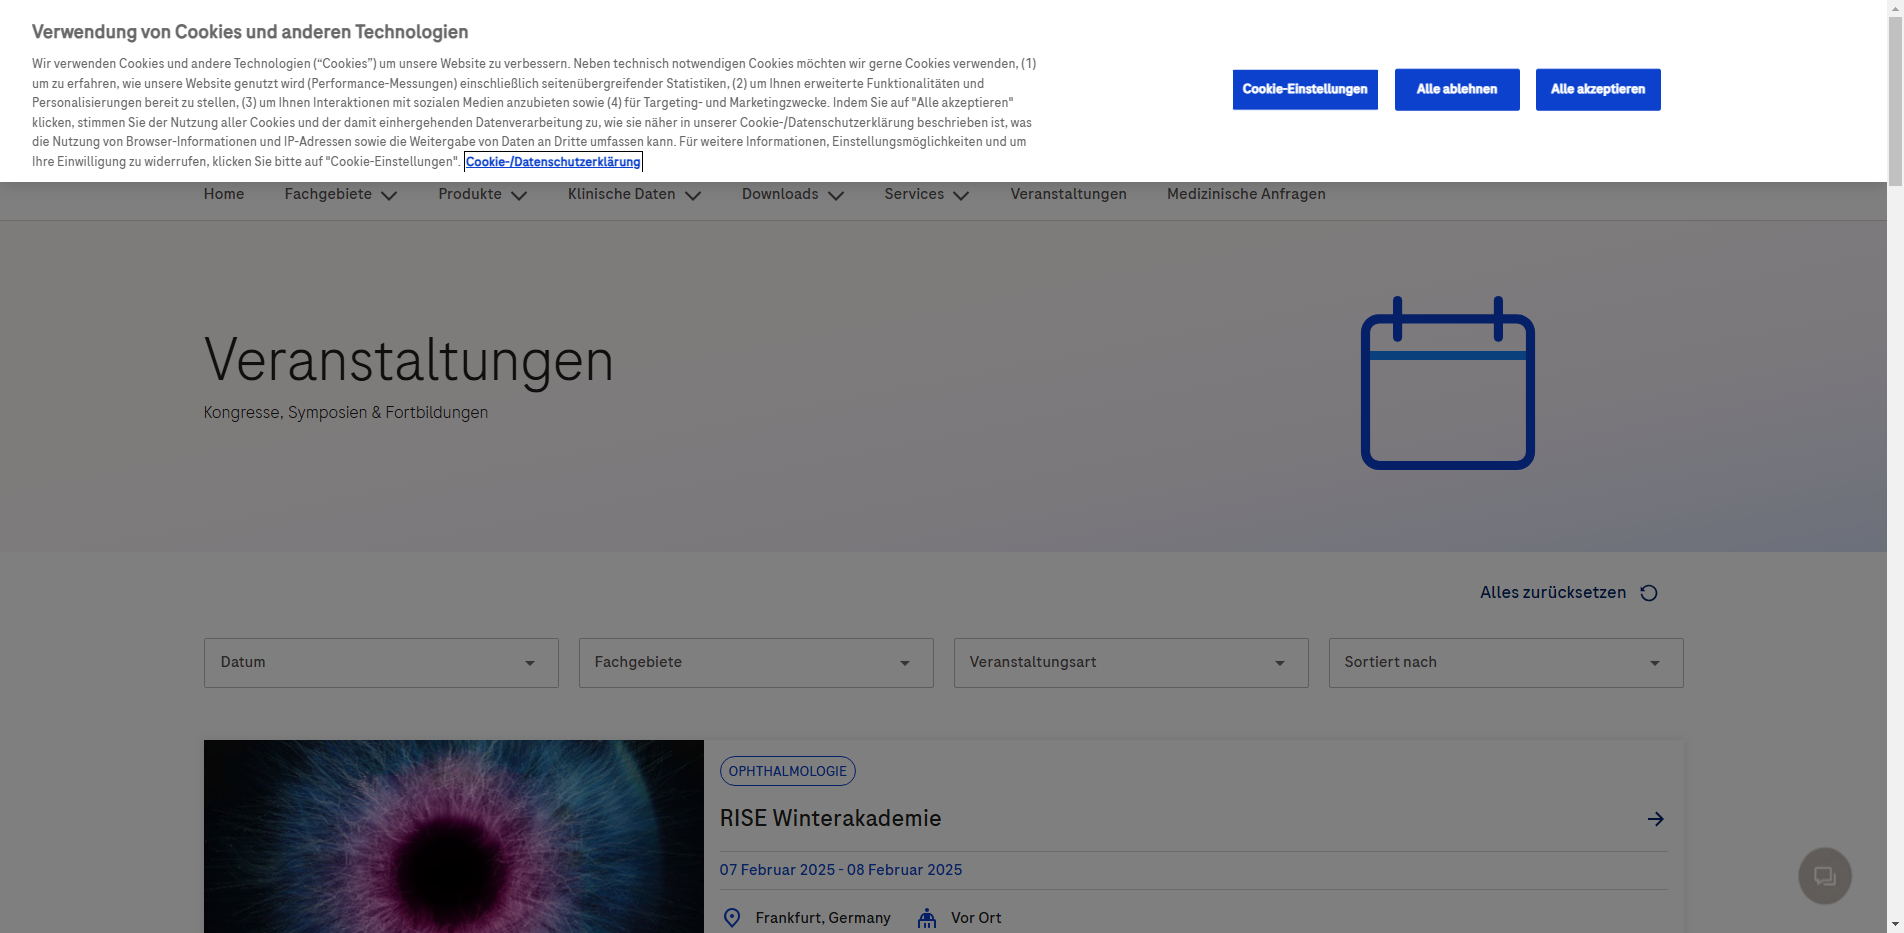 Verwendung von Cookies und anderen Technologien
Wir verwenden Cookies und andere Technologien (“Cookies”) um unsere Website zu verbessern. Neben technisch notwendigen Cookies möchten wir gerne Cookies verwenden, (1)
um zu erfahren, wie unsere Website genutzt wird (Performance-Messungen) einschließlich seitenübergreifender Statistiken, (2) um Ihnen erweiterte Funktionalitäten und
Personalisierungen bereit zu stellen, (3) um Ihnen Interaktionen mit sozialen Medien anzubieten sowie (4) für Targeting- und Marketingzwecke. Indem Sie auf "Alle akzeptieren"
klicken, stimmen Sie der Nutzung aller Cookies und der damit einhergehenden Datenverarbeitung zu, wie sie näher in unserer Cookie-/Datenschutzerklärung beschrieben ist, was
die Nutzung von Browser-Informationen und IP-Adressen sowie die Weitergabe von Daten an Dritte umfassen kann. Für weitere Informationen, Einstellungsmöglichkeiten und um
Ihre Einwilligung zu widerrufen, klicken Sie bitte auf "Cookie-Einstellungen". Cookie-/Datenschutzerklärung
Cookie-Einstellungen Alle ablehnen Alle akzeptieren
Home Fachgebiete Produkte Klinische Daten Downloads Services Veranstaltungen Medizinische Anfragen
Veranstaltungen
Kongresse, Symposien & Fortbildungen
Alles zurücksetzen
Datum Fachgebiete Veranstaltungsart Sortiert nach
OPHTHALMOLOGIE
RISE Winterakademie
07 Februar 2025 - 08 Februar 2025
Frankfurt, Germany Vor Ort